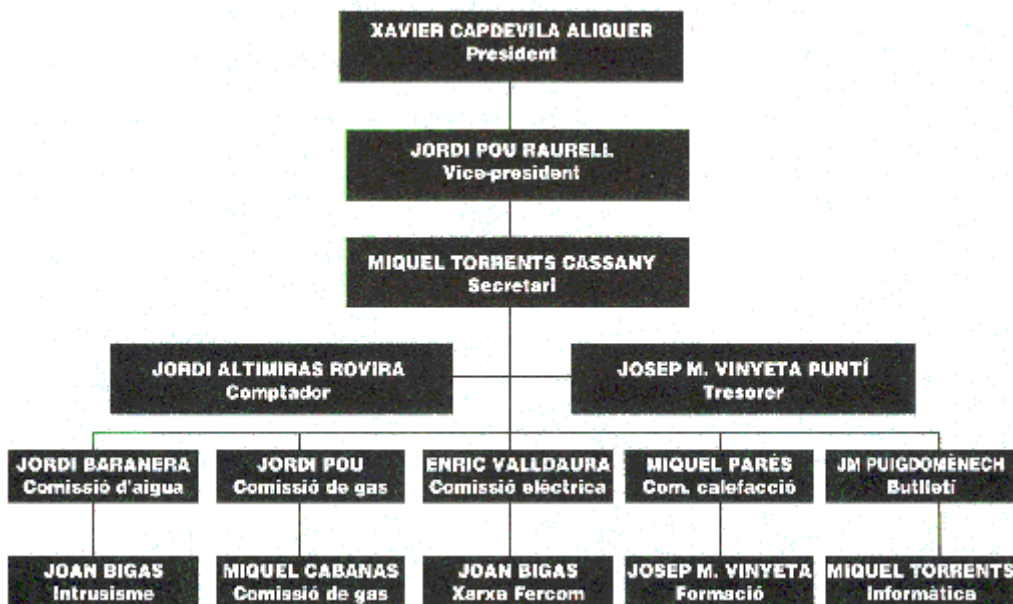 XAVIER CAPDEVILA ALIGUER
President
JORDI POU RAURELL
Vice-president
MIQUEL TORRENTS CASSANY
Secretari
JORDI ALTIMIRAS ROVIRA
Comptador
JOSEP M. VINYETA PUNTÍ
Tresorer
JORDI BARANERA
Comissió d'aigua
JORDI POU
Comissió de gas
ENRIC VALLDAURA
Comissió elèctrica
MIQUEL PARÉS
Com. calefacció
JM PUIGDOMÈNECH
Butlletí
JOAN BIGAS
Intrusisme
MIQUEL CABANAS
Comissió de gas
JOAN BIGAS
Xarxa Fercom
JOSEP M. VINYETA
Formació
MIQUEL TORRENTS
Informàtica